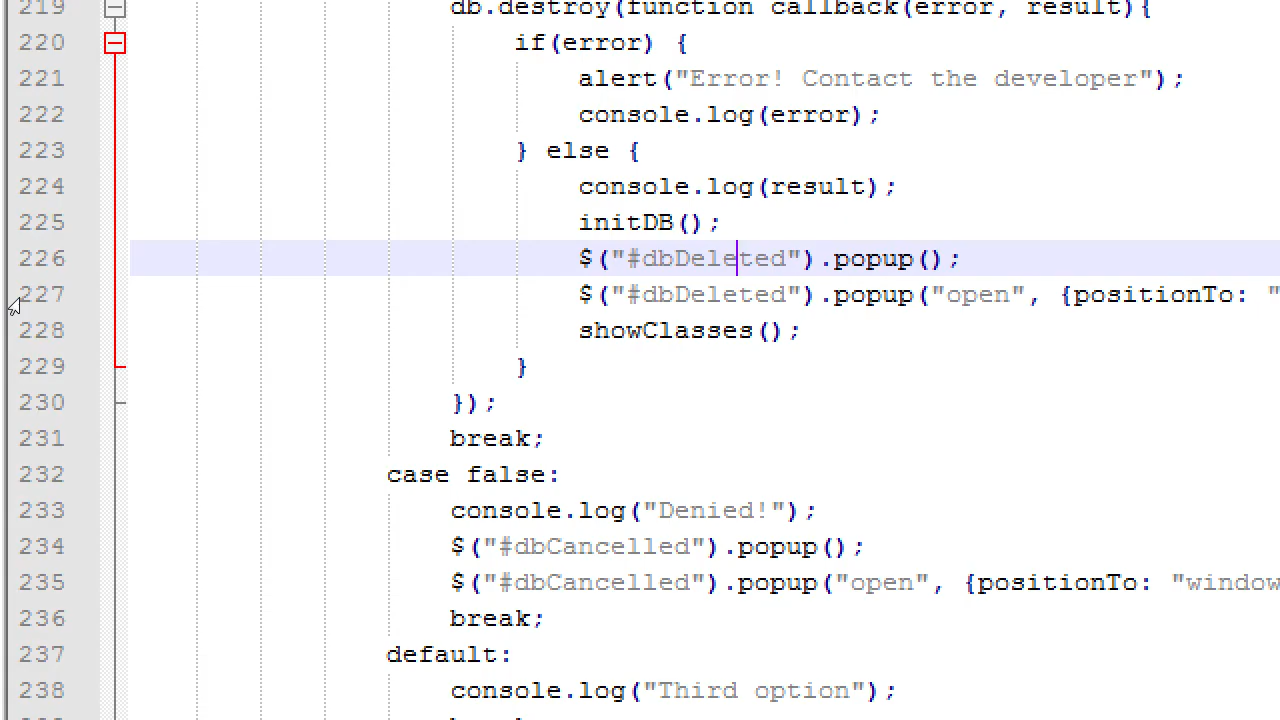 219 db.destroy(function callback(error, result){
220 if(error) {
221 alert("Error! Contact the developer");
222 console.log(error);
223 } else {
224 console.log(result);
225 initDB();
226 $("#dbDeleted").popup();
227 $("#dbDeleted").popup("open", {positionTo: "
228 showClasses();
229 }
230 });
231 break;
232 case false:
233 console.log("Denied!");
234 $("#dbCancelled").popup();
235 $("#dbCancelled").popup("open", {positionTo: "window
236 break;
237 default:
238 console.log("Third option");